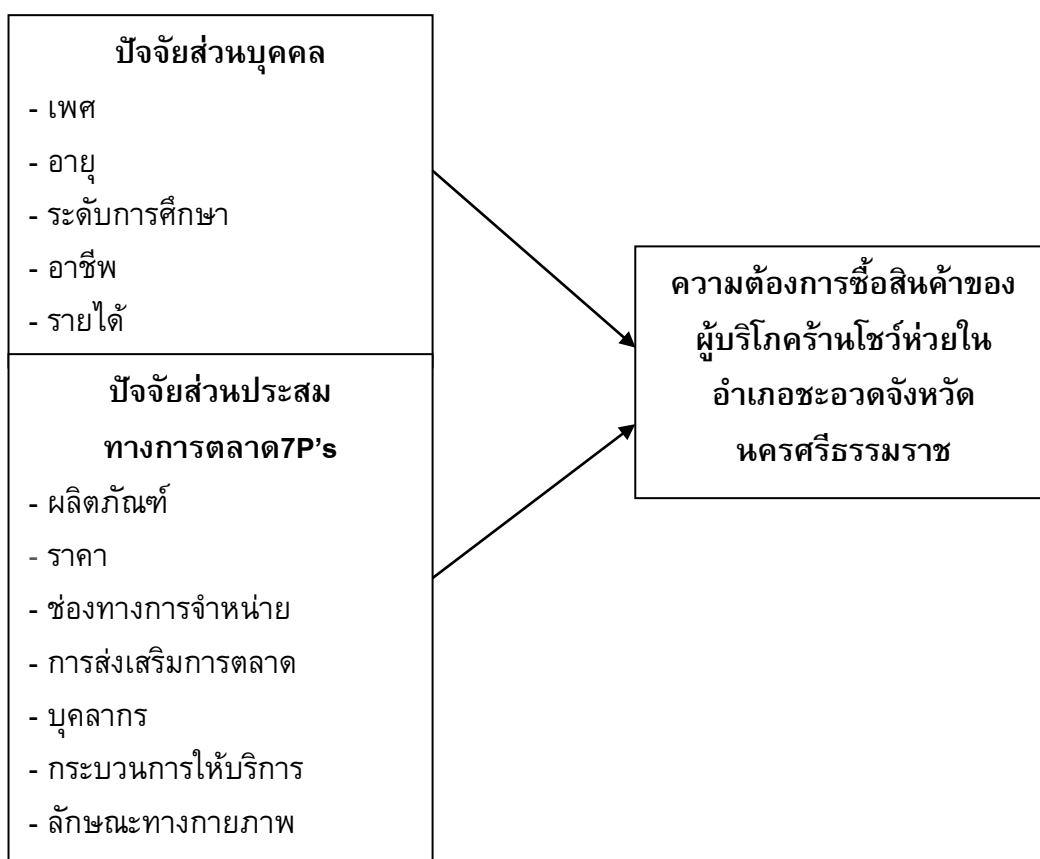 ปัจจัยส่วนบุคคล
- เพศ
- อายุ
- ระดับการศึกษา
- อาชีพ
- รายได้
ปัจจัยส่วนประสม
ทางการตลาด7P’s
- ผลิตภัณฑ์
- ราคา
- ช่องทางการจำหน่าย
- การส่งเสริมการตลาด
- บุคลากร
- กระบวนการให้บริการ
- ลักษณะทางกายภาพ
ความต้องการซื้อสินค้าของ
ผู้บริโภคร้านโชว์ห่วยใน
อำเภอชะอวดจังหวัด
นครศรีธรรมราช